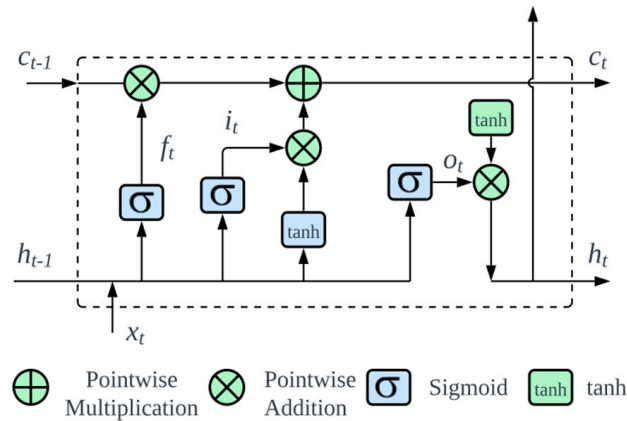 c_{t-1}
c_t
tanh
i_t
f_t
o_t
σ
σ
σ
tanh
h_{t-1}
h_t
x_t
Pointwise
Multiplication
Pointwise
Addition
σ
Sigmoid
tanh
tanh